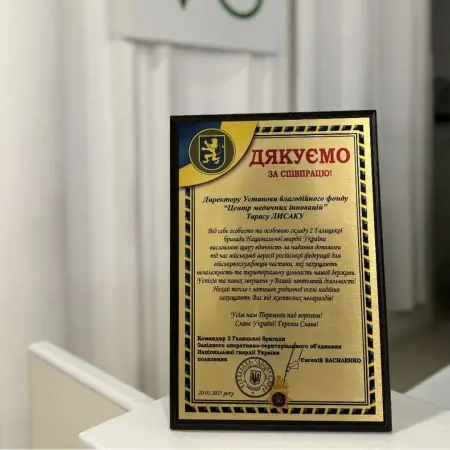 ДЯКУЄМО
ЗА СПІВПРАЦЮ!
Директору Установи благодійного фонду
"Центр медичних інновацій"
Тарасу ЛИСАКУ
Від себе особисто та особового складу 2 Галицької
бригади Національної гвардії України
висловлюю щиру вдячність за надання допомоги
під час військової агресії російської федерації для
військовослужбовців частини, які захищають
незалежність та територіальну цілісність нашої держави.
Успіхів та нових звершень у Вашій невтомній діяльності!
Нехай тепло і затишок родинної оселі надійно
захищають Вас від життєвих негараздів!
Усім нам Перемоги над ворогом!
Слава Україні! Героям Слава!
Командир 2 Галицької бригади
Західного оперативно-територіального об'єднання
Національної гвардії України
полковник
Євгеній ВАСИЛЕНКО
20.01.2025 року